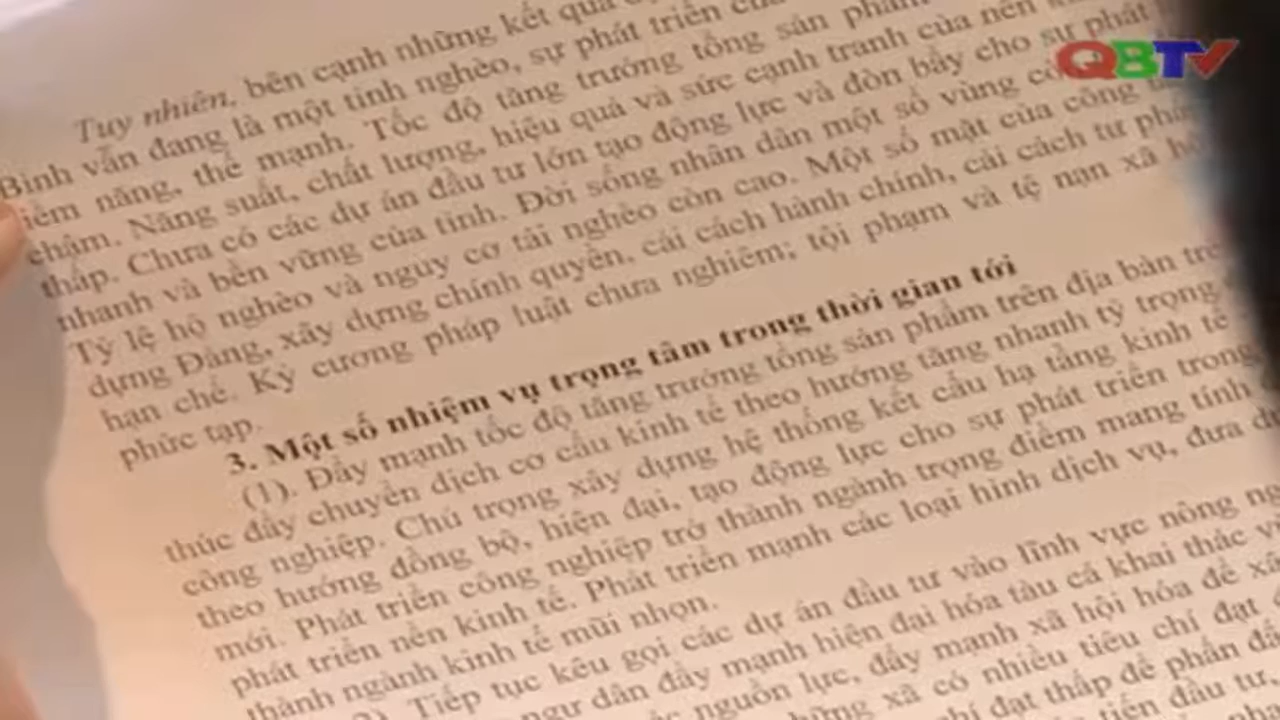 QBTV
Tuy nhiên, bên cạnh những kết quả
Bình vẫn đang là một tỉnh nghèo, sự phát triển của
năng, thế mạnh. Tốc độ tăng trưởng tổng sản phẩm
chậm. Năng suất, chất lượng, hiệu quả và sức cạnh tranh của nền
thấp. Chưa có các dự án đầu tư lớn tạo động lực và đòn bẩy cho sự phát
nhanh và bền vững của tỉnh. Đời sống nhân dân một số vùng
Tỷ lệ hộ nghèo và nguy cơ tái nghèo còn cao. Một số mặt của công
dựng Đảng, xây dựng chính quyền, cải cách hành chính, cải cách tư
hạn chế. Kỷ cương pháp luật chưa nghiêm; tội phạm và tệ nạn xã
phức tạp.
3. Một số nhiệm vụ trọng tâm trong thời gian tới
(1). Đẩy mạnh tốc độ tăng trưởng tổng sản phẩm trên địa bàn
thúc đẩy chuyển dịch cơ cấu kinh tế theo hướng tăng nhanh tỷ trọng
công nghiệp. Chú trọng xây dựng hệ thống kết cấu hạ tầng kinh tế
theo hướng đồng bộ, hiện đại, tạo động lực cho sự phát triển trong
mới. Phát triển công nghiệp trở thành ngành trọng điểm mang tính
phát triển nền kinh tế. Phát triển mạnh các loại hình dịch vụ, đưa
thành ngành kinh tế mũi nhọn.
Tiếp tục kêu gọi các dự án đầu tư vào lĩnh vực nông
ngư dân đẩy mạnh hiện đại hóa tàu cá khai thác
nguồn lực, đẩy mạnh xã hội hóa để
xã có nhiều tiêu chí đạt
đạt thấp để phấn
đầu tư,